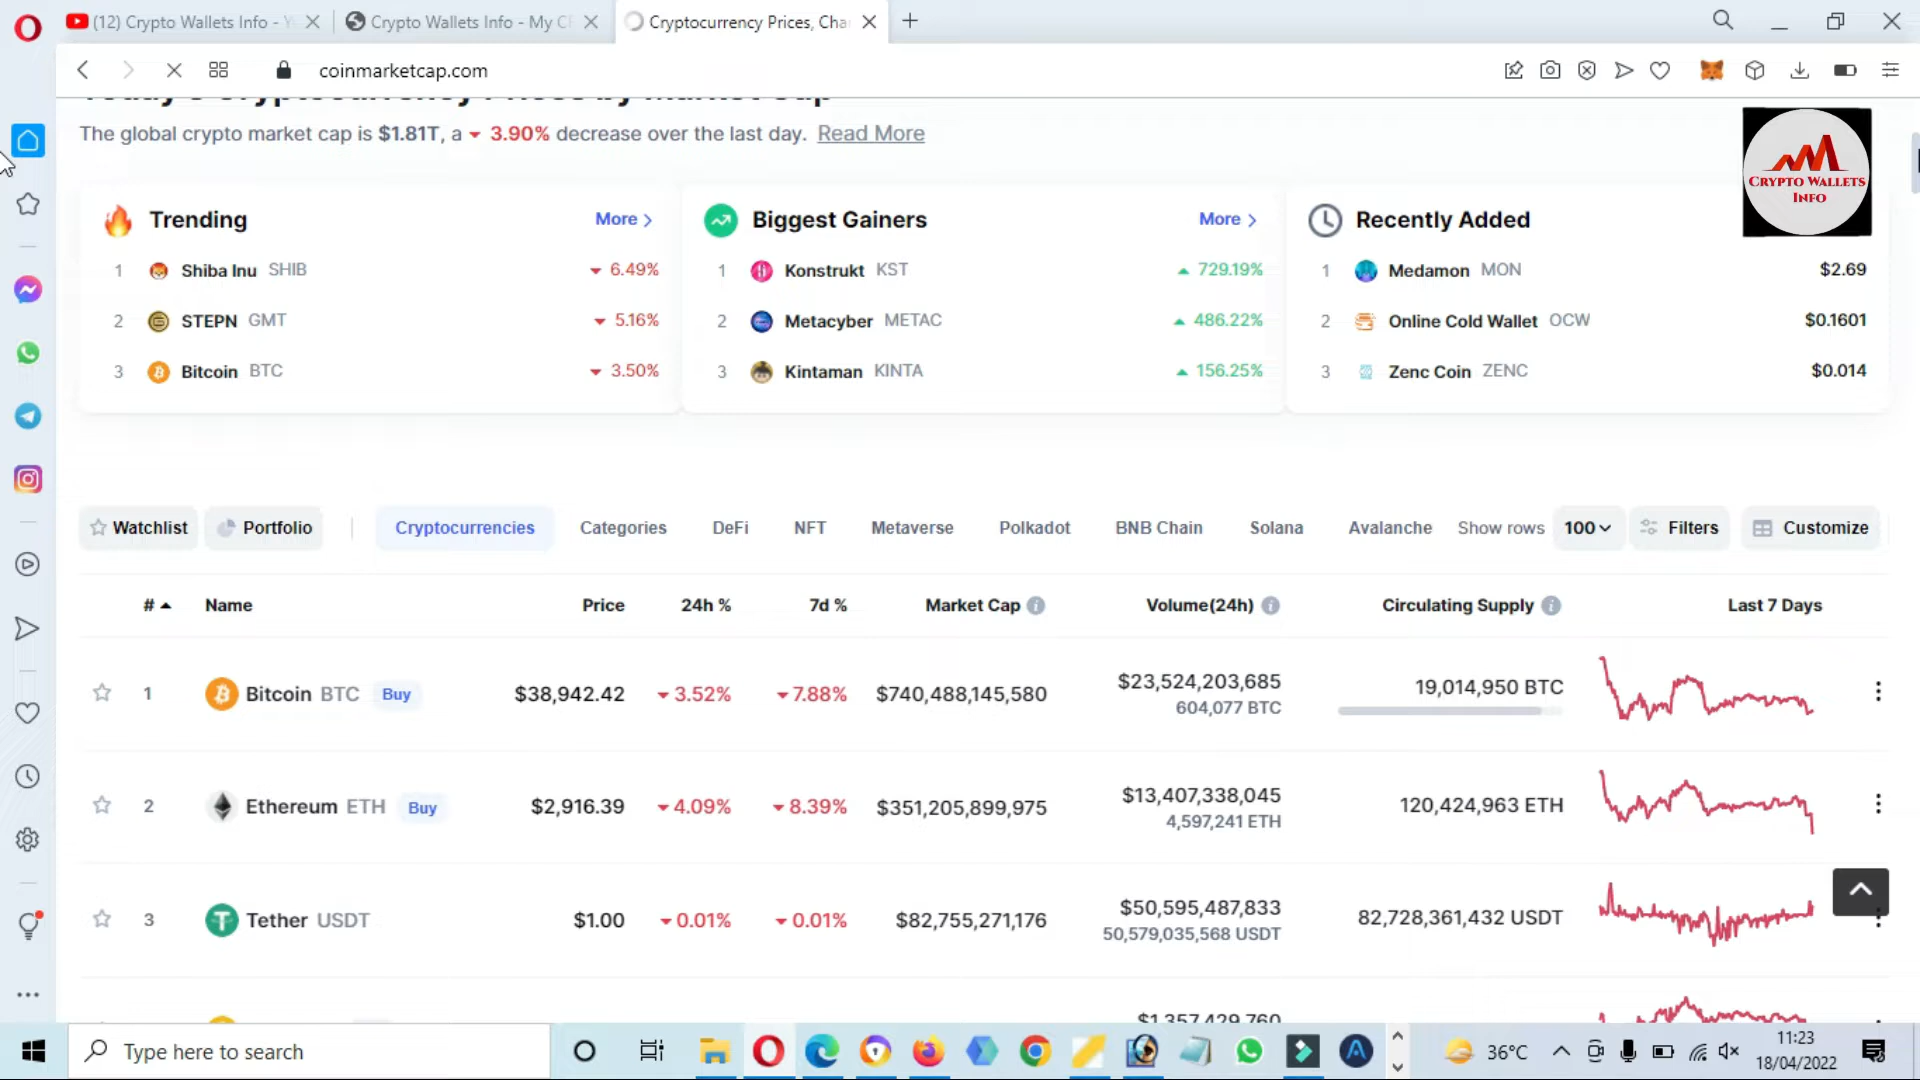 (12) Crypto Wallets Info - Y
Crypto Wallets Info - My C
Cryptocurrency Prices, Cha
coinmarketcap.com
Today's Cryptocurrency Prices by Market Cap
The global crypto market cap is $1.81T, a 3.90% decrease over the last day. Read More
CRYPTO WALLETS
INFO
Trending More
1 Shiba Inu SHIB 6.49%
2 STEPN GMT 5.16%
3 Bitcoin BTC 3.50%
Biggest Gainers More
1 Konstrukt KST 729.19%
2 Metacyber METAC 486.22%
3 Kintaman KINTA 156.25%
Recently Added
1 Medamon MON $2.69
2 Online Cold Wallet OCW $0.1601
3 Zenc Coin ZENC $0.014
Watchlist Portfolio Cryptocurrencies Categories DeFi NFT Metaverse Polkadot BNB Chain Solana Avalanche Show rows 100 Filters Customize
# Name Price 24h % 7d % Market Cap Volume(24h) Circulating Supply Last 7 Days
1 Bitcoin BTC Buy $38,942.42 3.52% 7.88% $740,488,145,580 $23,524,203,685 19,014,950 BTC
604,077 BTC
2 Ethereum ETH Buy $2,916.39 4.09% 8.39% $351,205,899,975 $13,407,338,045 120,424,963 ETH
4,597,241 ETH
3 Tether USDT $1.00 0.01% 0.01% $82,755,271,176 $50,595,487,833 82,728,361,432 USDT
50,579,035,568 USDT
$1,357,429,760
Type here to search
36°C
11:23
18/04/2022